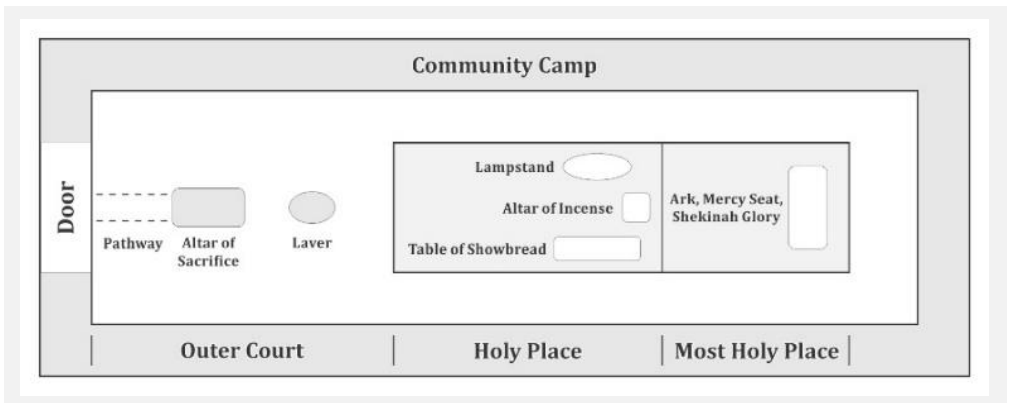 Community Camp
Door
Pathway
Altar of
Sacrifice
Laver
Lampstand
Altar of Incense
Table of Showbread
Ark, Mercy Seat,
Shekinah Glory
Outer Court
Holy Place
Most Holy Place